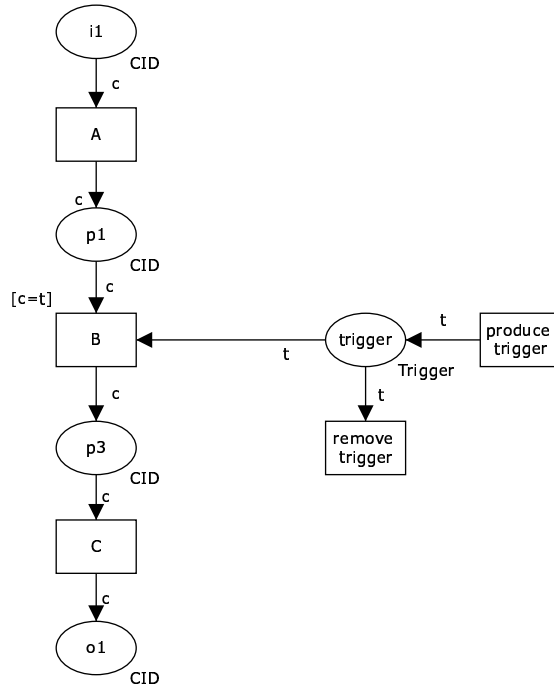 i1
CID
c
A
c
p1
CID
c
[c=t]
B
t
trigger
Trigger
t
produce
trigger
t
remove
trigger
c
p3
CID
c
C
c
o1
CID